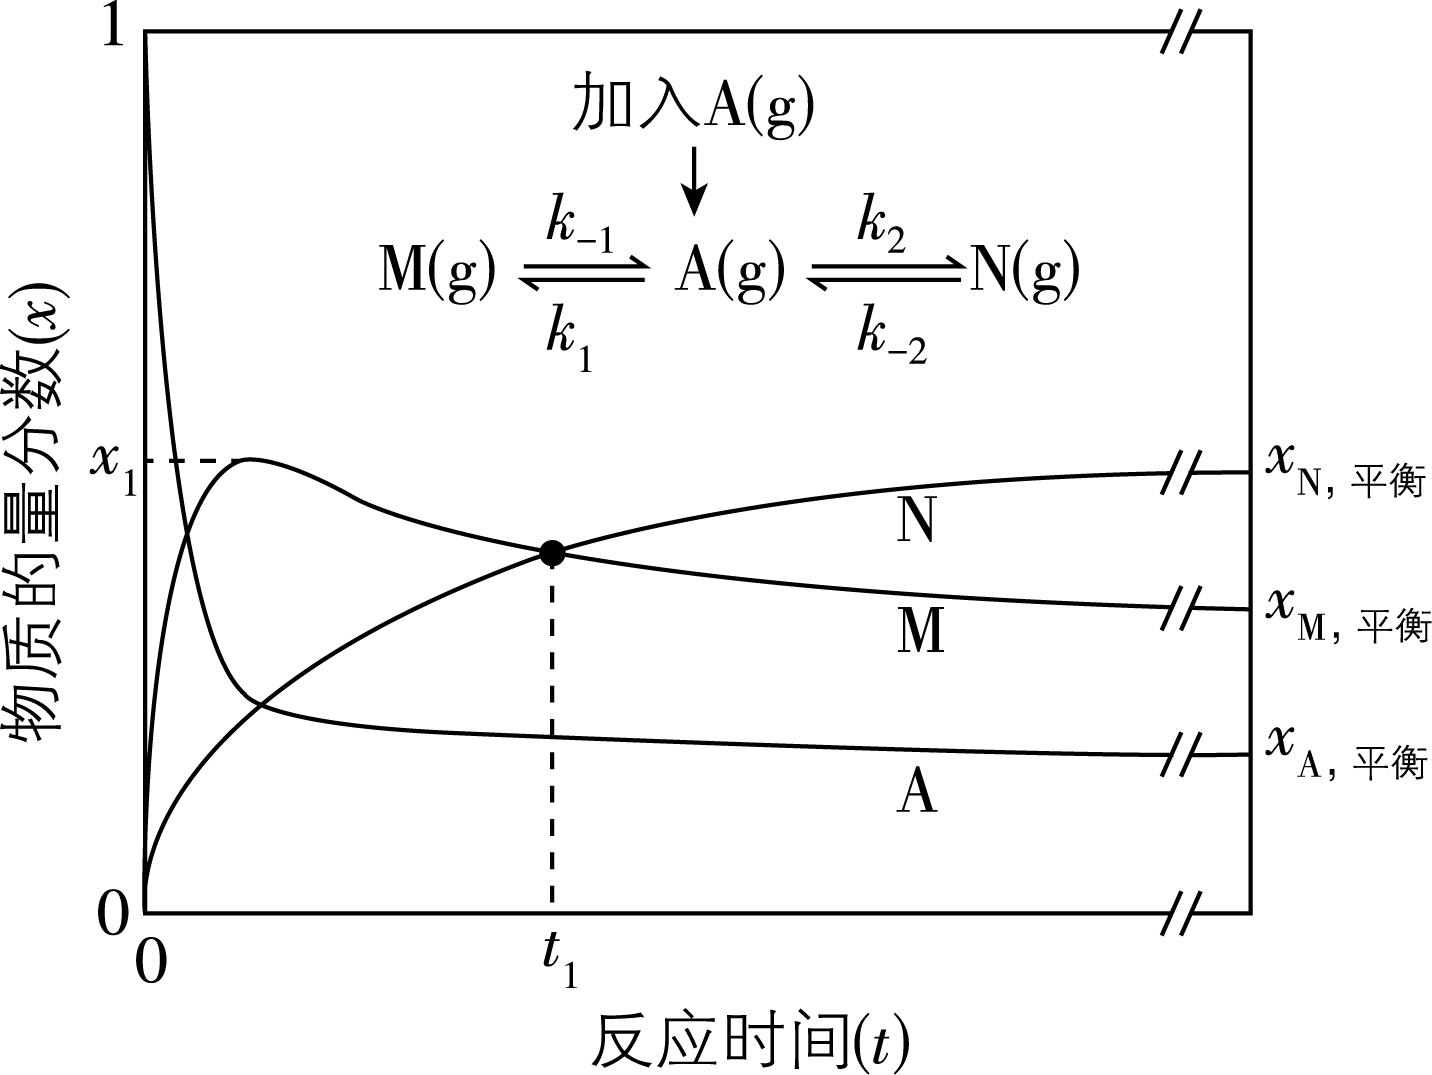 1
加入A(g)
↓
k₋₁ k₂
M(g) ⇌ A(g) ⇌ N(g)
k₁ k₋₂
物质的量分数(x)
x₁
N
xN, 平衡
M
xM, 平衡
A
xA, 平衡
0
0
t₁
反应时间(t)